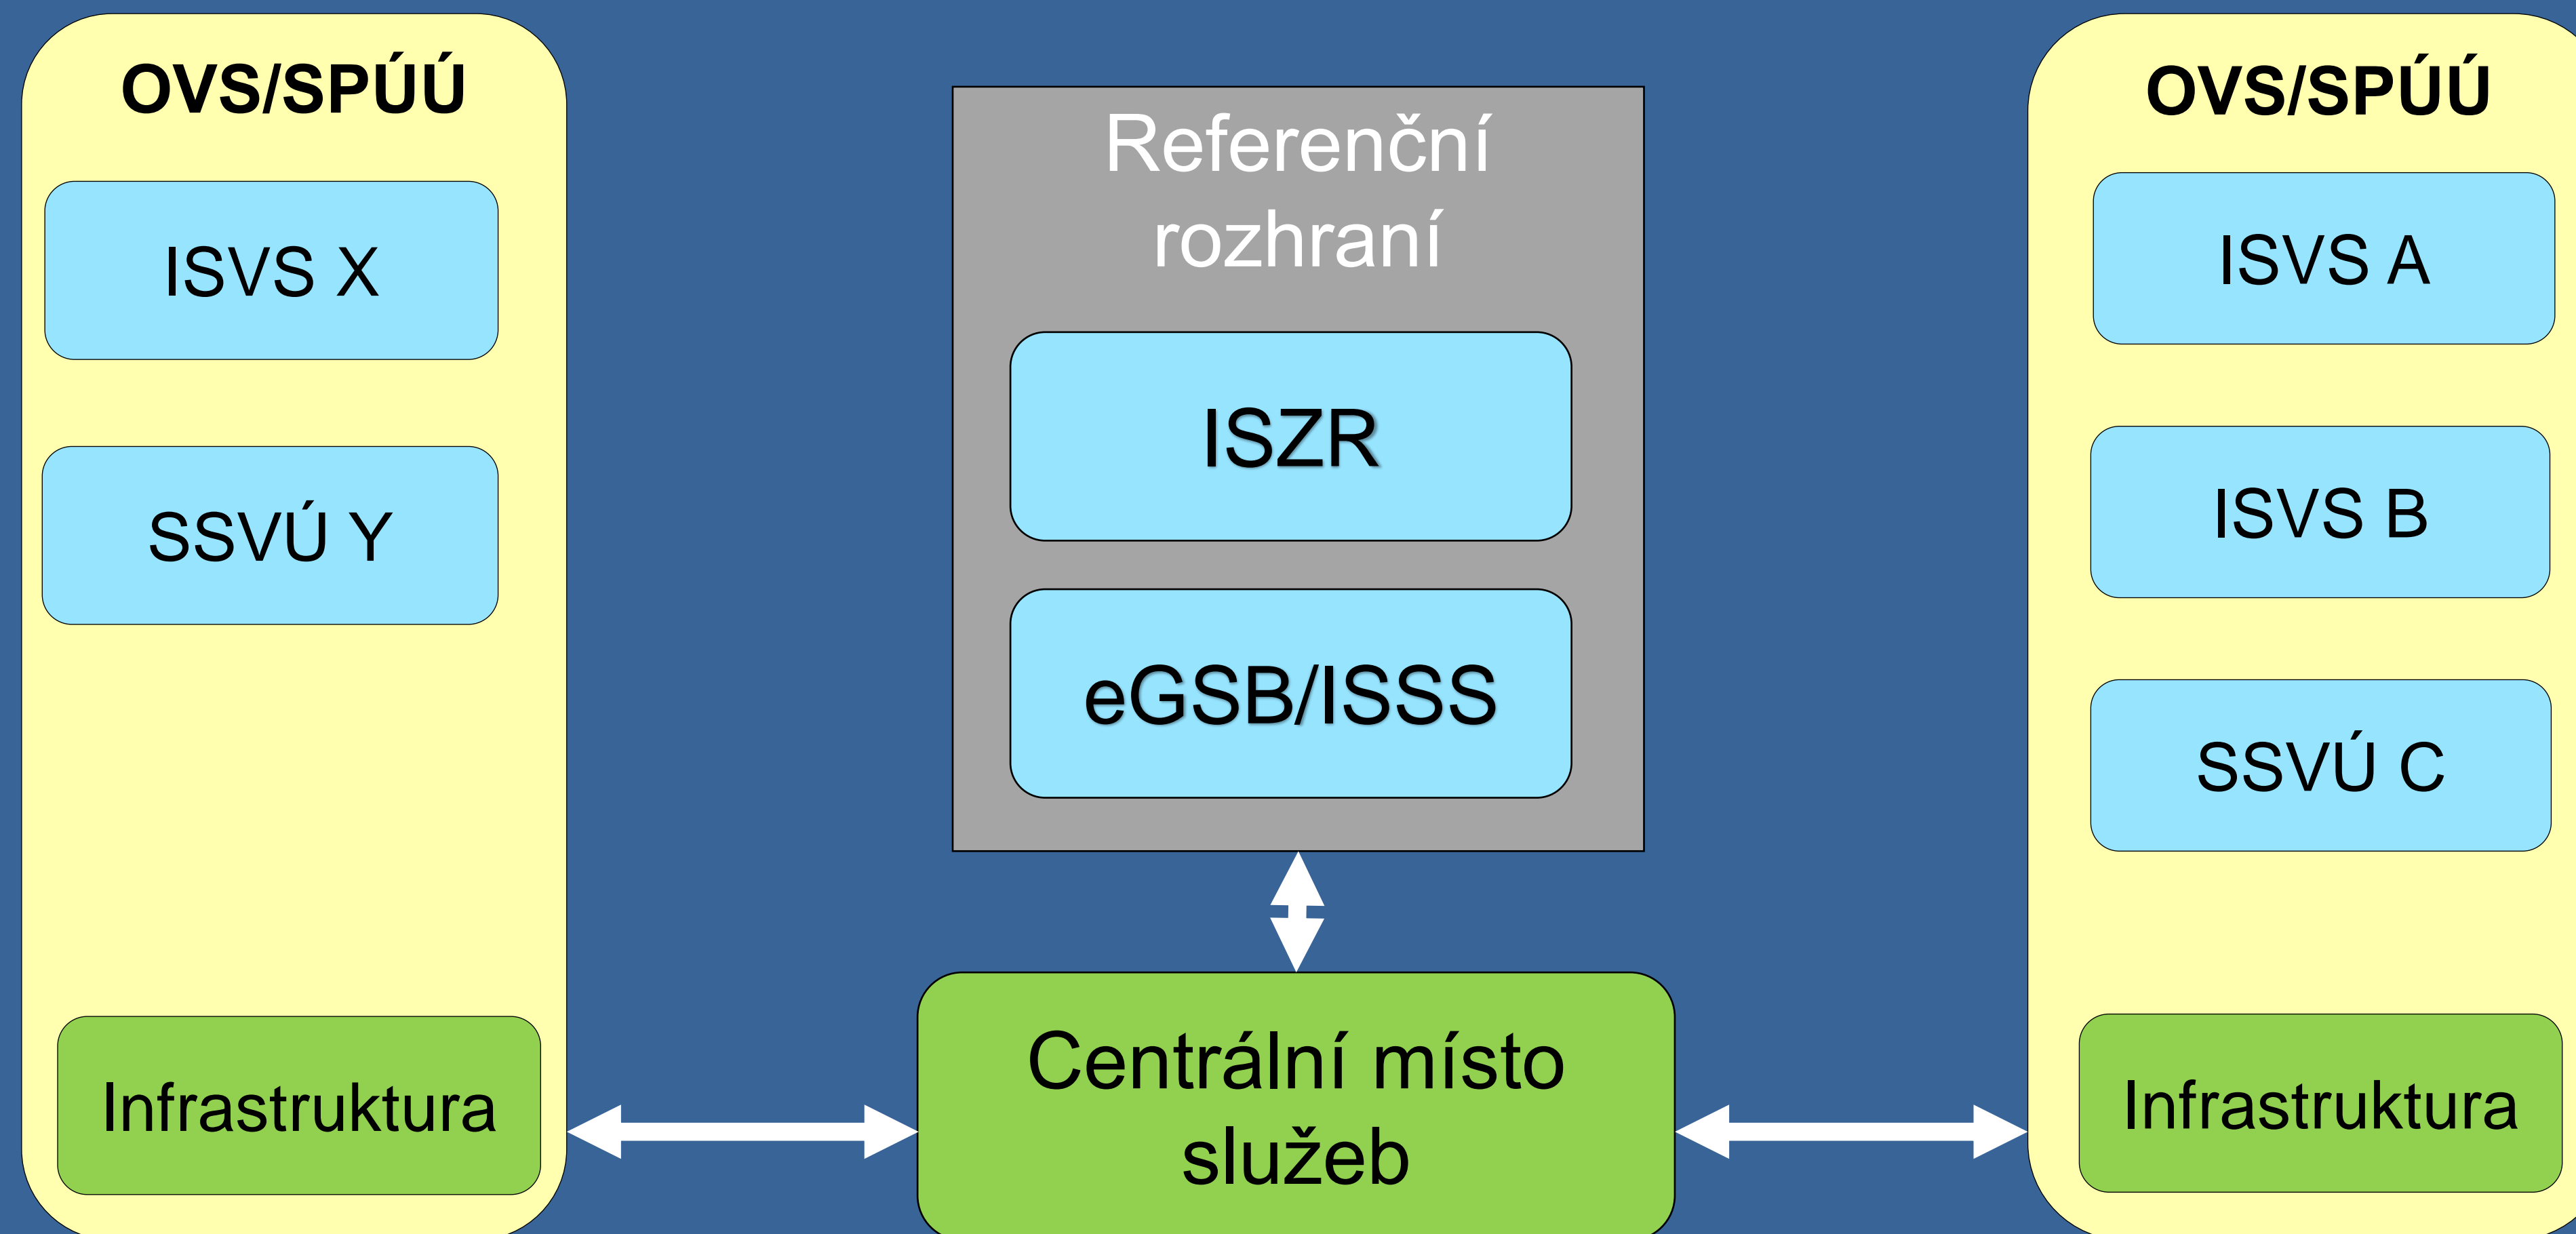 OVS/SPÚÚ
ISVS X
SSVÚ Y
Infrastruktura
Referenční
rozhraní
ISZR
eGSB/ISSS
Centrální místo
služeb
OVS/SPÚÚ
ISVS A
ISVS B
SSVÚ C
Infrastruktura